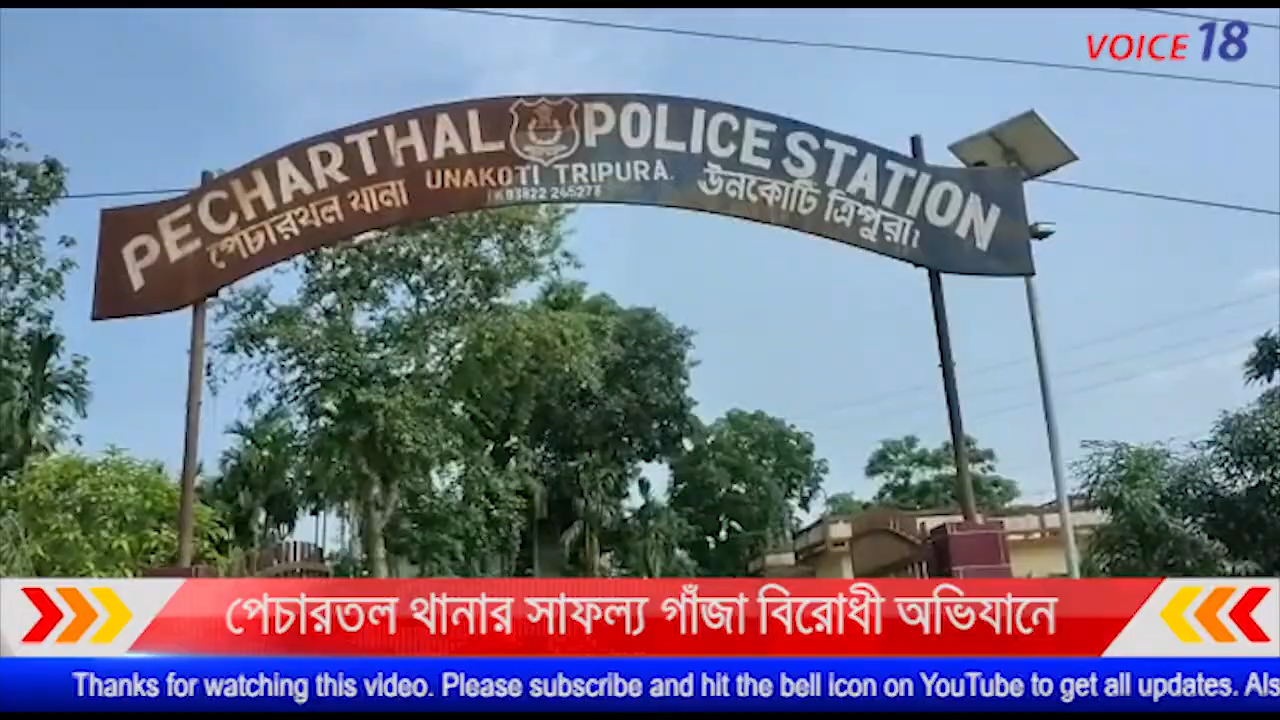 VOICE 18
PECHARTHAL POLICE STATION
UNAKOTI TRIPURA.
পেচারথল থানা
ঊনকোটি ত্রিপুরা।
পেচারতল থানার সাফল্য গাঁজা বিরোধী অভিযানে
Thanks for watching this video. Please subscribe and hit the bell icon on YouTube to get all updates. Als